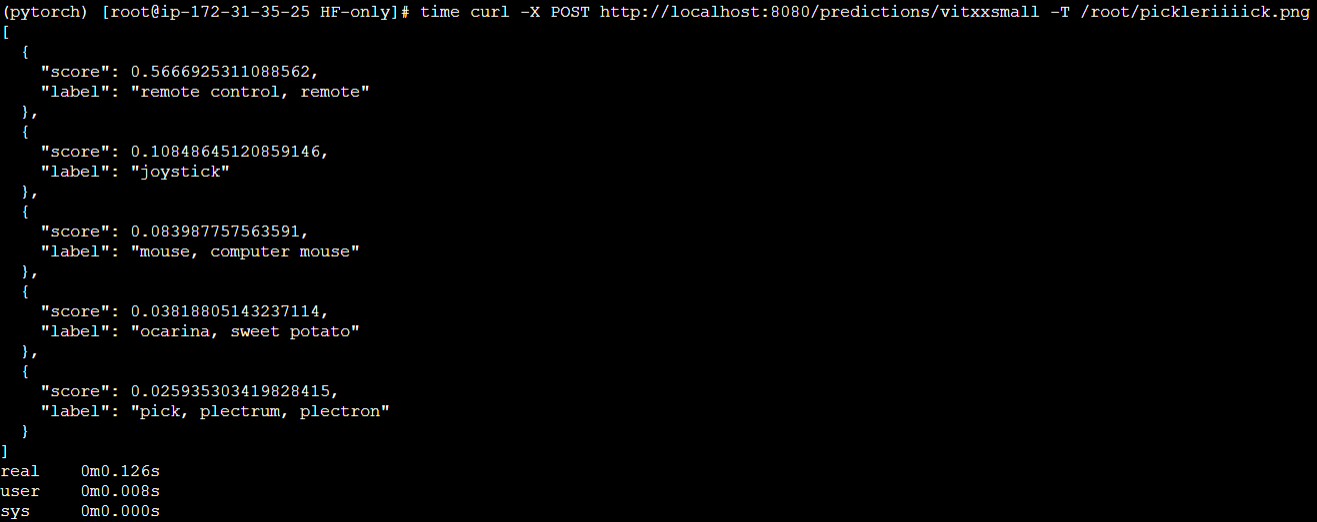 (pytorch) [root@ip-172-31-35-25 HF-only]# time curl -X POST http://localhost:8080/predictions/vitxxsmall -T /root/pickleriiiick.png
[
  {
    "score": 0.5666925311088562,
    "label": "remote control, remote"
  },
  {
    "score": 0.10848645120859146,
    "label": "joystick"
  },
  {
    "score": 0.083987757563591,
    "label": "mouse, computer mouse"
  },
  {
    "score": 0.03818805143237114,
    "label": "ocarina, sweet potato"
  },
  {
    "score": 0.025935303419828415,
    "label": "pick, plectrum, plectron"
  }
]
real    0m0.126s
user    0m0.008s
sys     0m0.000s